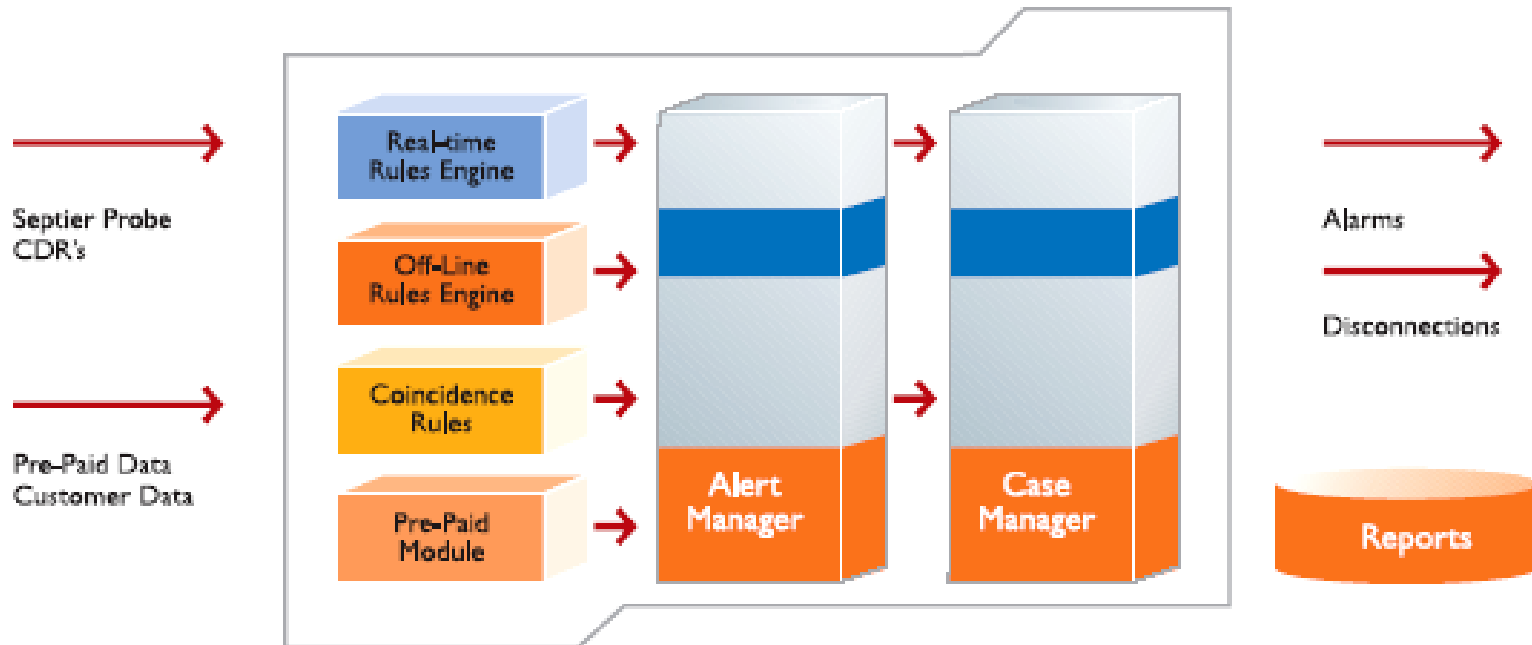 Septier Probe
CDR's
Pre-Paid Data
Customer Data
Real-time
Rules Engine
Off-Line
Rules Engine
Coincidence
Rules
Pre-Paid
Module
Alert
Manager
Case
Manager
Alarms
Disconnections
Reports